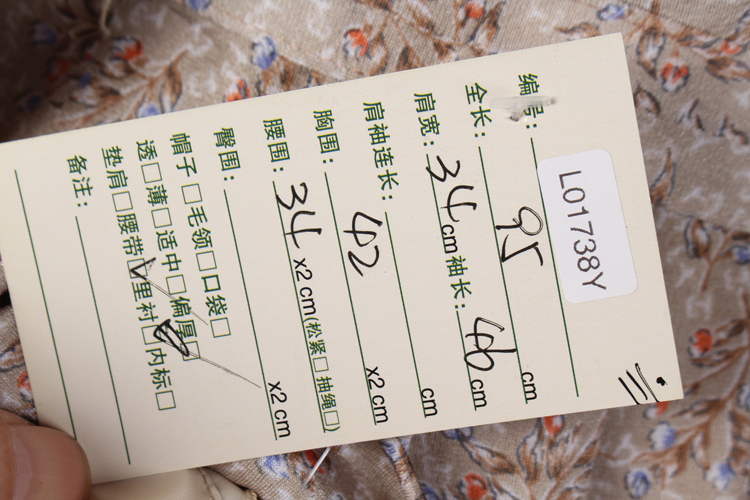 编号: L01738Y
全长: 95 cm
肩宽: 34 cm 袖长: 46 cm
肩袖连长: cm
胸围: 42 x2 cm
腰围: 34 x2 cm(松紧□ 抽绳□)
臀围: x2 cm
帽子□毛领□口袋□
透□薄□适中□偏厚□
垫肩□腰带☑里衬☑内标□
备注: